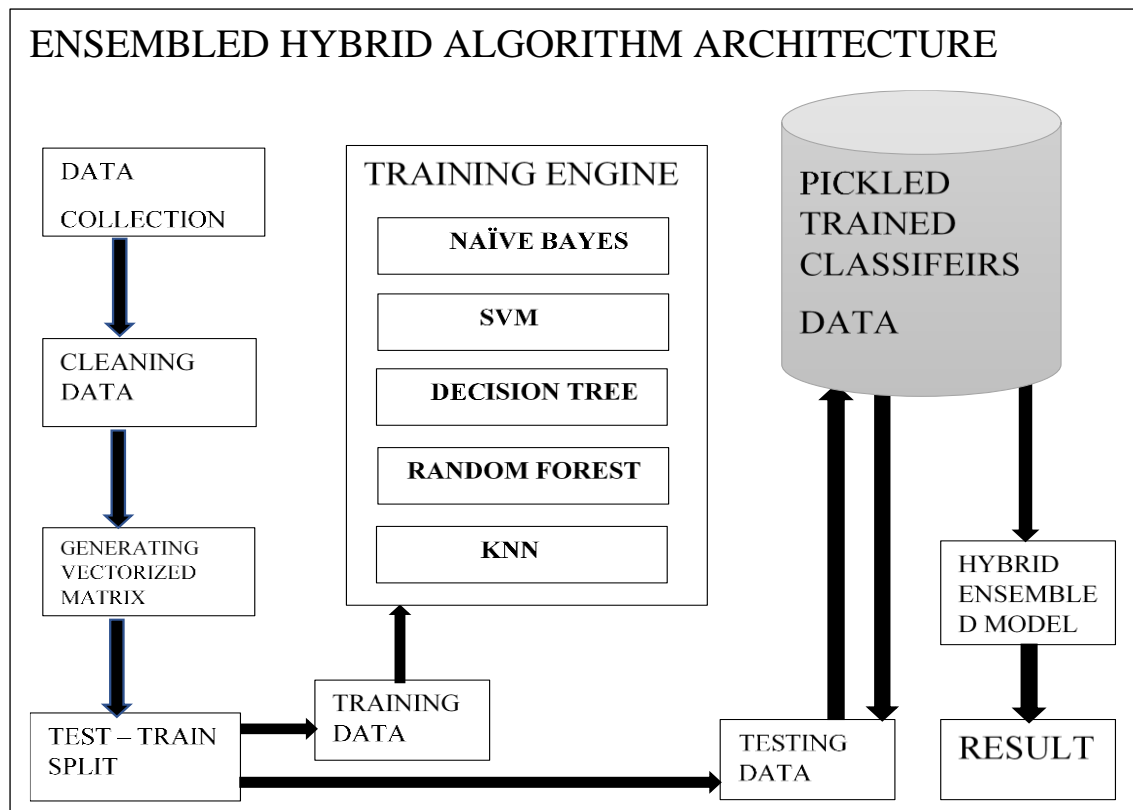 ENSEMBLED HYBRID ALGORITHM ARCHITECTURE
DATA
COLLECTION
CLEANING
DATA
GENERATING
VECTORIZED
MATRIX
TEST – TRAIN
SPLIT
TRAINING
DATA
TRAINING ENGINE
NAÏVE BAYES
SVM
DECISION TREE
RANDOM FOREST
KNN
PICKLED
TRAINED
CLASSIFEIRS
DATA
TESTING
DATA
HYBRID
ENSEMBLE
D MODEL
RESULT